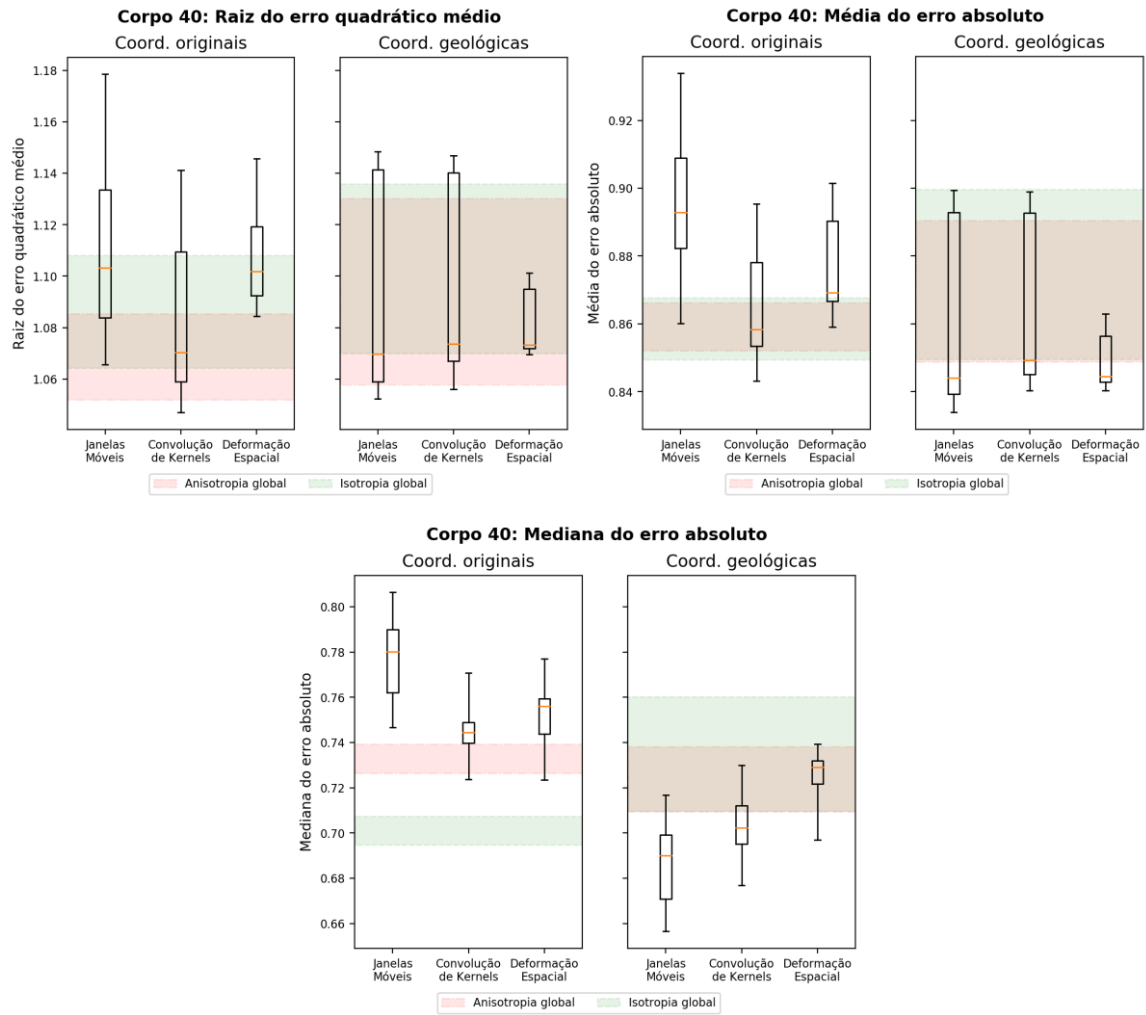 Corpo 40: Raiz do erro quadrático médio
Coord. originais
Coord. geológicas
Raiz do erro quadrático médio
1.18
1.16
1.14
1.12
1.10
1.08
1.06
Janelas Móveis
Convolução de Kernels
Deformação Espacial
Janelas Móveis
Convolução de Kernels
Deformação Espacial
Anisotropia global
Isotropia global
Corpo 40: Média do erro absoluto
Coord. originais
Coord. geológicas
Média do erro absoluto
0.92
0.90
0.88
0.86
0.84
Janelas Móveis
Convolução de Kernels
Deformação Espacial
Janelas Móveis
Convolução de Kernels
Deformação Espacial
Anisotropia global
Isotropia global
Corpo 40: Mediana do erro absoluto
Coord. originais
Coord. geológicas
Mediana do erro absoluto
0.80
0.78
0.76
0.74
0.72
0.70
0.68
0.66
Janelas Móveis
Convolução de Kernels
Deformação Espacial
Janelas Móveis
Convolução de Kernels
Deformação Espacial
Anisotropia global
Isotropia global